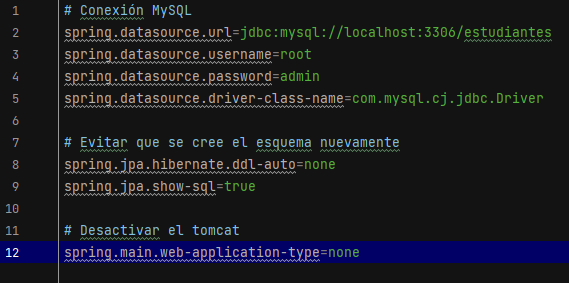 1 # Conexión MySQL
2 spring.datasource.url=jdbc:mysql://localhost:3306/estudiantes
3 spring.datasource.username=root
4 spring.datasource.password=admin
5 spring.datasource.driver-class-name=com.mysql.cj.jdbc.Driver
6
7 # Evitar que se cree el esquema nuevamente
8 spring.jpa.hibernate.ddl-auto=none
9 spring.jpa.show-sql=true
10
11 # Desactivar el tomcat
12 spring.main.web-application-type=none